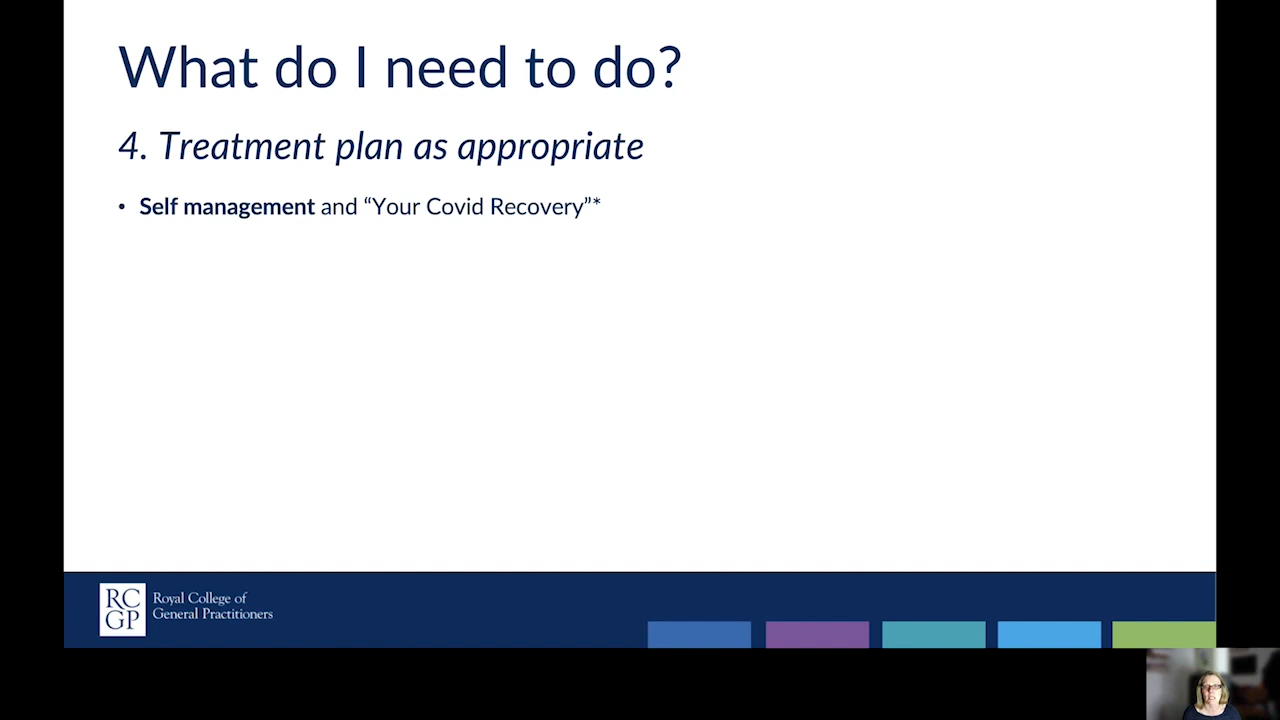 What do I need to do?
4. Treatment plan as appropriate
• Self management and “Your Covid Recovery”*
RC
GP
Royal College of
General Practitioners